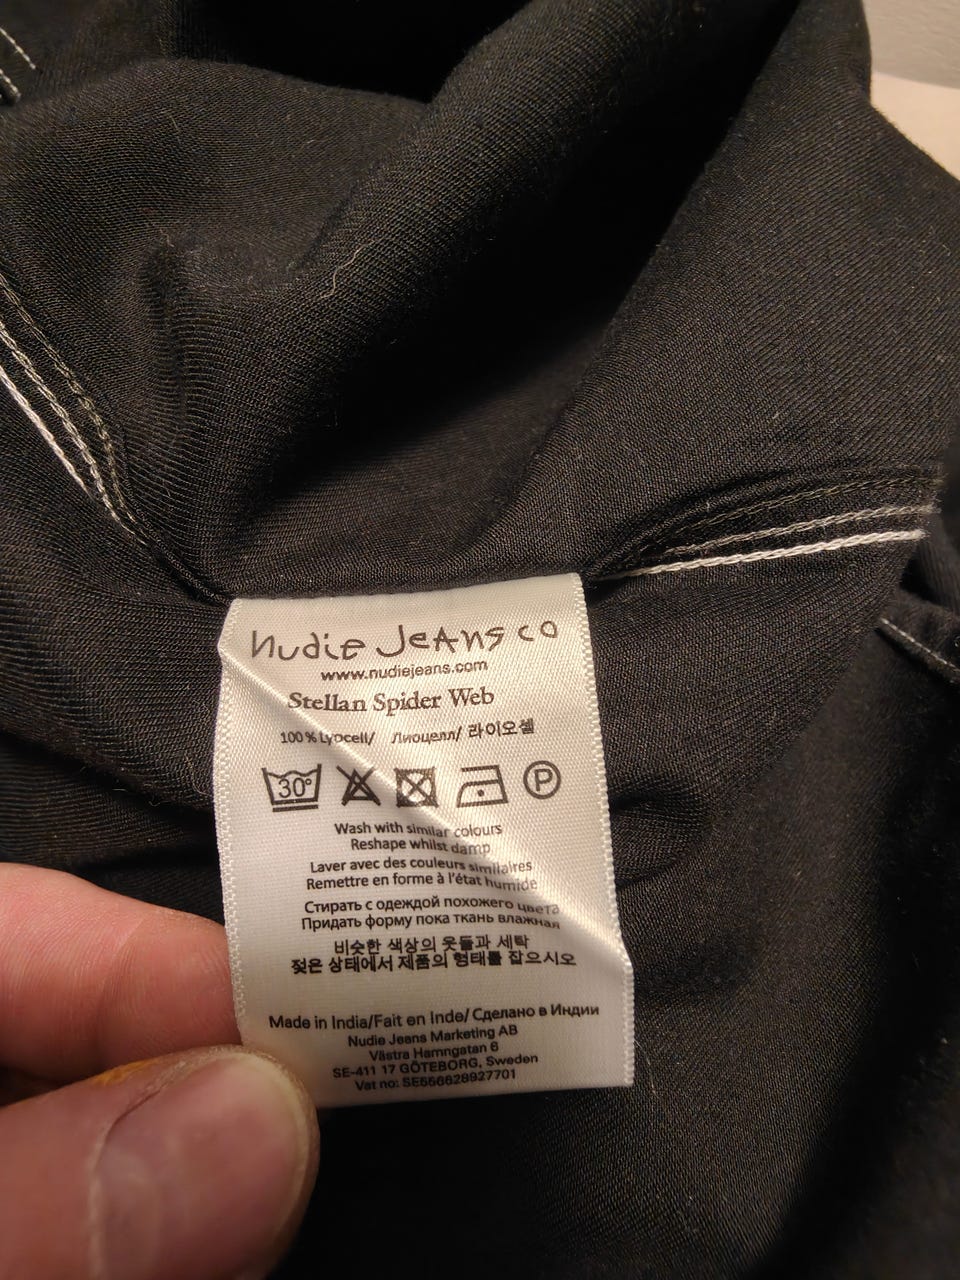 nudie Jeans co
www.nudiejeans.com
Stellan Spider Web
100% Lyocell/ Лиоцелл/ 라이오셀
30° P
Wash with similar colours
Reshape whilst damp
Laver avec des couleurs similaires
Remettre en forme à l'état humide
Стирать с одеждой похожего цвета
Придать форму пока ткань влажная
비슷한 색상의 옷들과 세탁
젖은 상태에서 제품의 형태를 잡으시오
Made in India/Fait en Inde/ Сделано в Индии
Nudie Jeans Marketing AB
Västra Hamngatan 6
SE-411 17 GÖTEBORG, Sweden
Vat no: SE556628927701